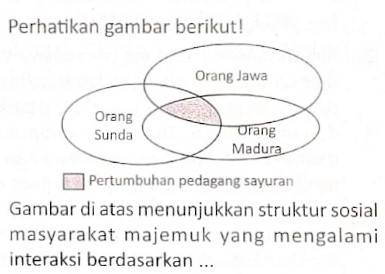 Perhatikan gambar berikut!
Orang Jawa
Orang
Sunda
Orang
Madura
Pertumbuhan pedagang sayuran
Gambar di atas menunjukkan struktur sosial
masyarakat majemuk yang mengalami
interaksi berdasarkan ...